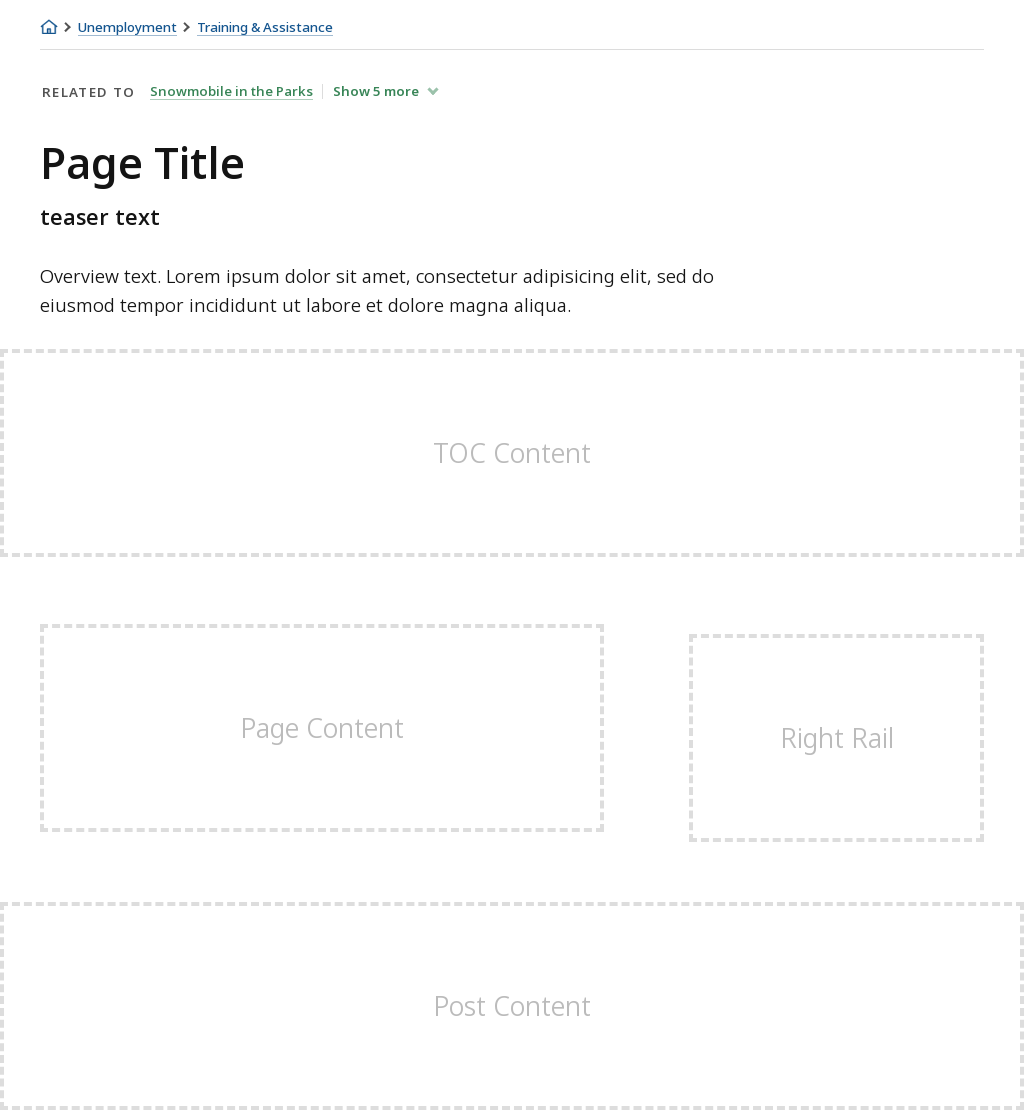 Unemployment Training & Assistance
RELATED TO Snowmobile in the Parks Show 5 more
Page Title
teaser text
Overview text. Lorem ipsum dolor sit amet, consectetur adipisicing elit, sed do
eiusmod tempor incididunt ut labore et dolore magna aliqua.
TOC Content
Page Content
Right Rail
Post Content